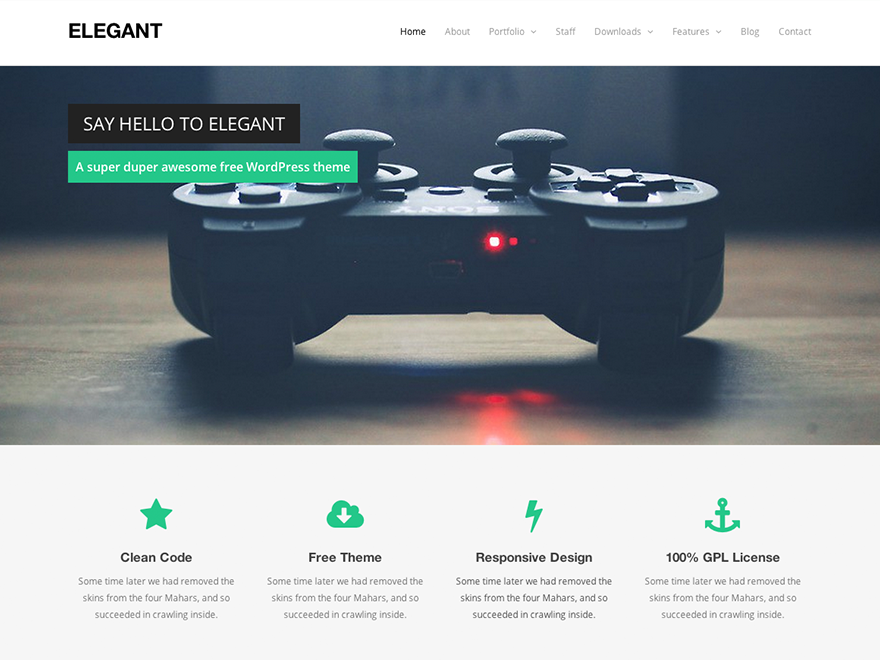 ELEGANT
Home About Portfolio Staff Downloads Features Blog Contact
SAY HELLO TO ELEGANT
A super duper awesome free WordPress theme
SONY
Clean Code
Some time later we had removed the
skins from the four Mahars, and so
succeeded in crawling inside.
Free Theme
Some time later we had removed the
skins from the four Mahars, and so
succeeded in crawling inside.
Responsive Design
Some time later we had removed the
skins from the four Mahars, and so
succeeded in crawling inside.
100% GPL License
Some time later we had removed the
skins from the four Mahars, and so
succeeded in crawling inside.